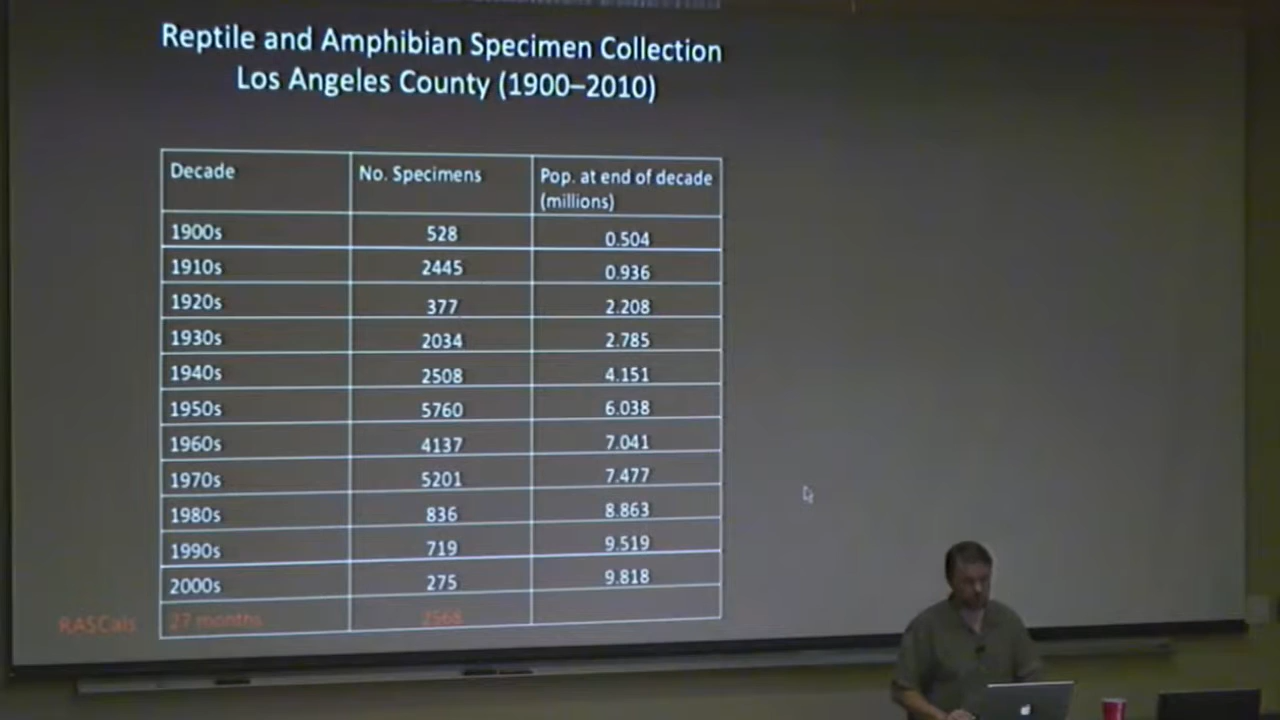 Reptile and Amphibian Specimen Collection
Los Angeles County (1900–2010)
Decade No. Specimens Pop. at end of decade (millions)
1900s 528 0.504
1910s 2445 0.936
1920s 377 2.208
1930s 2034 2.785
1940s 2508 4.151
1950s 5760 6.038
1960s 4137 7.041
1970s 5201 7.477
1980s 836 8.863
1990s 719 9.519
2000s 275 9.818
RASCals 27 months 2568